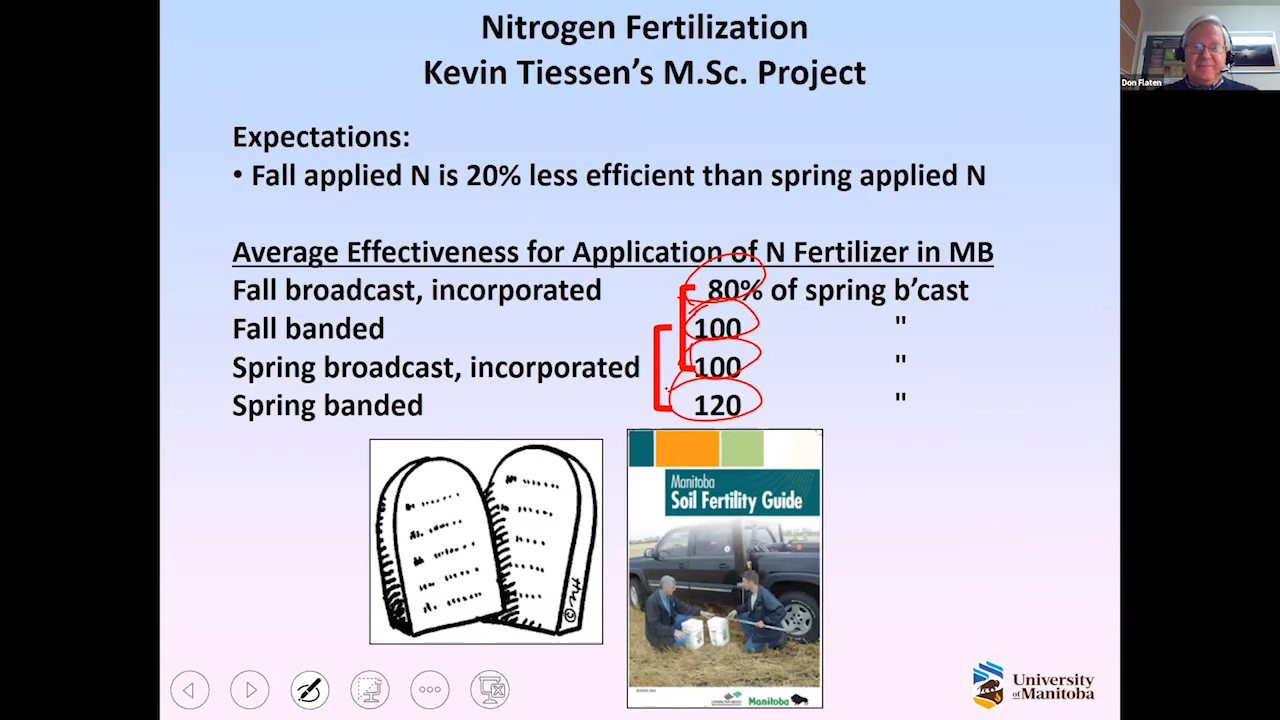 Nitrogen Fertilization
Kevin Tiessen's M.Sc. Project
Don Flaten
Expectations:
• Fall applied N is 20% less efficient than spring applied N
Average Effectiveness for Application of N Fertilizer in MB
Fall broadcast, incorporated 80% of spring b'cast
Fall banded 100 "
Spring broadcast, incorporated 100 "
Spring banded 120 "
Manitoba
Soil Fertility Guide
©NH
Manitoba
University
of Manitoba